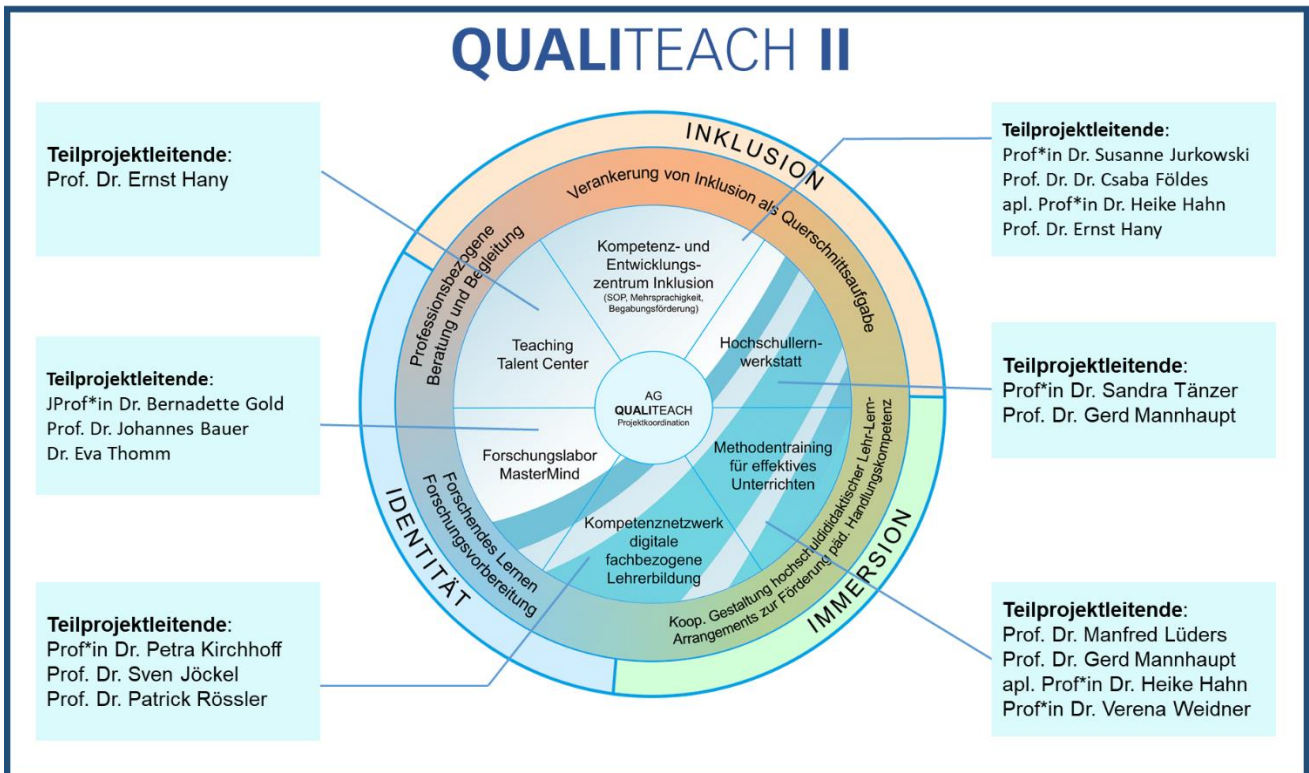 QUALITEACH II
Teilprojektleitende:
Prof. Dr. Ernst Hany
Teilprojektleitende:
JProf*in Dr. Bernadette Gold
Prof. Dr. Johannes Bauer
Dr. Eva Thomm
Teilprojektleitende:
Prof*in Dr. Petra Kirchhoff
Prof. Dr. Sven Jöckel
Prof. Dr. Patrick Rössler
INKLUSION
Verankerung von Inklusion als Querschnittsaufgabe
Professionsbezogene
Beratung und Begleitung
Kompetenz- und
Entwicklungs-
zentrum Inklusion
(SOP, Mehrsprachigkeit,
Begabungsförderung)
Teaching
Talent Center
Hochschullern-
werkstatt
AG
QUALITEACH
Projektkoordination
Forschungslabor
MasterMind
Methodentraining
für effektives
Unterrichten
Kompetenznetzwerk
digitale
fachbezogene
Lehrerbildung
Forschendes Lernen
Forschungsvorbereitung
Koop. Gestaltung hochschuldididaktischer Lehr-Lern-
Arrangements zur Förderung päd. Handlungskompetenz
IDENTITÄT
IMMERSION
Teilprojektleitende:
Prof*in Dr. Susanne Jurkowski
Prof. Dr. Dr. Csaba Földes
apl. Prof*in Dr. Heike Hahn
Prof. Dr. Ernst Hany
Teilprojektleitende:
Prof*in Dr. Sandra Tänzer
Prof. Dr. Gerd Mannhaupt
Teilprojektleitende:
Prof. Dr. Manfred Lüders
Prof. Dr. Gerd Mannhaupt
apl. Prof*in Dr. Heike Hahn
Prof*in Dr. Verena Weidner